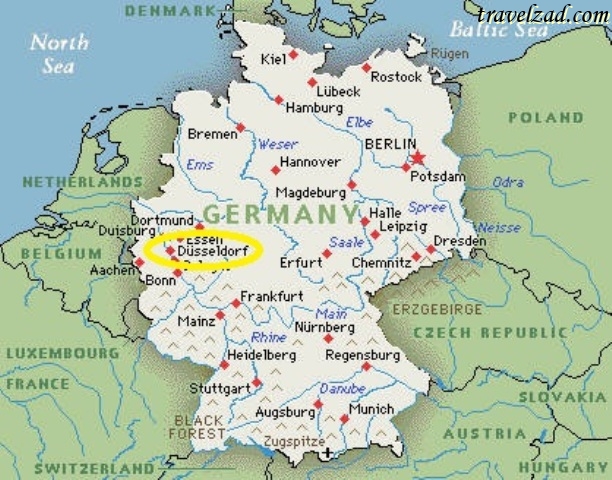 travelzad.com
DENMARK
North
Sea
Baltic Sea
Rügen
Kiel
Rostock
Lübeck
Hamburg
POLAND
Elbe
Bremen
Weser
BERLIN
Ems
Hannover
Potsdam
NETHERLANDS
Magdeburg
Odra
Dortmund
GERMANY
Halle
Spree
Duisburg
Leipzig
Neisse
Essen
BELGIUM
Düsseldorf
Saale
Dresden
Aachen
Erfurt
Chemnitz
Bonn
Frankfurt
ERZGEBIRGE
Mainz
Main
Nürnberg
CZECH REPUBLIC
Rhine
LUXEMBOURG
Heidelberg
Regensburg
FRANCE
Stuttgart
Danube
SLOVAKIA
Augsburg
Munich
BLACK
FOREST
AUSTRIA
Zugspitze
SWITZERLAND
HUNGARY